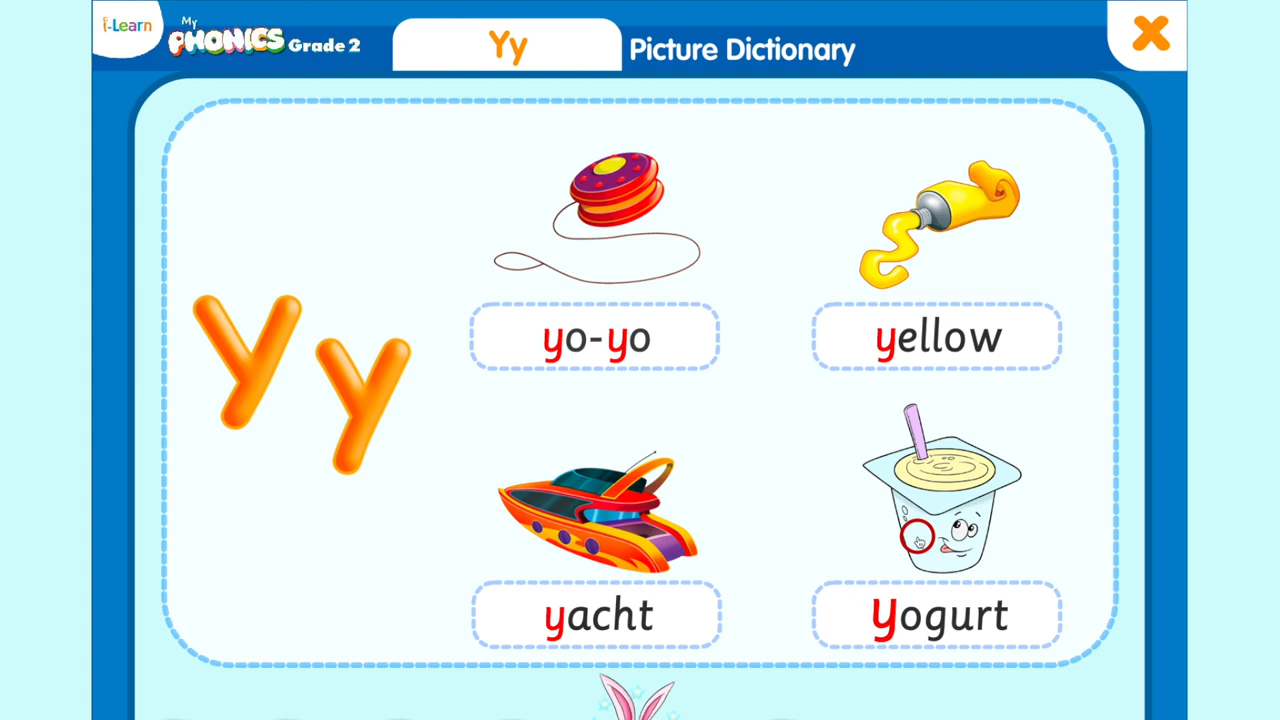 i-Learn
My
PHONICS Grade 2
Yy
Picture Dictionary
Yy
yo-yo
yellow
yacht
yogurt